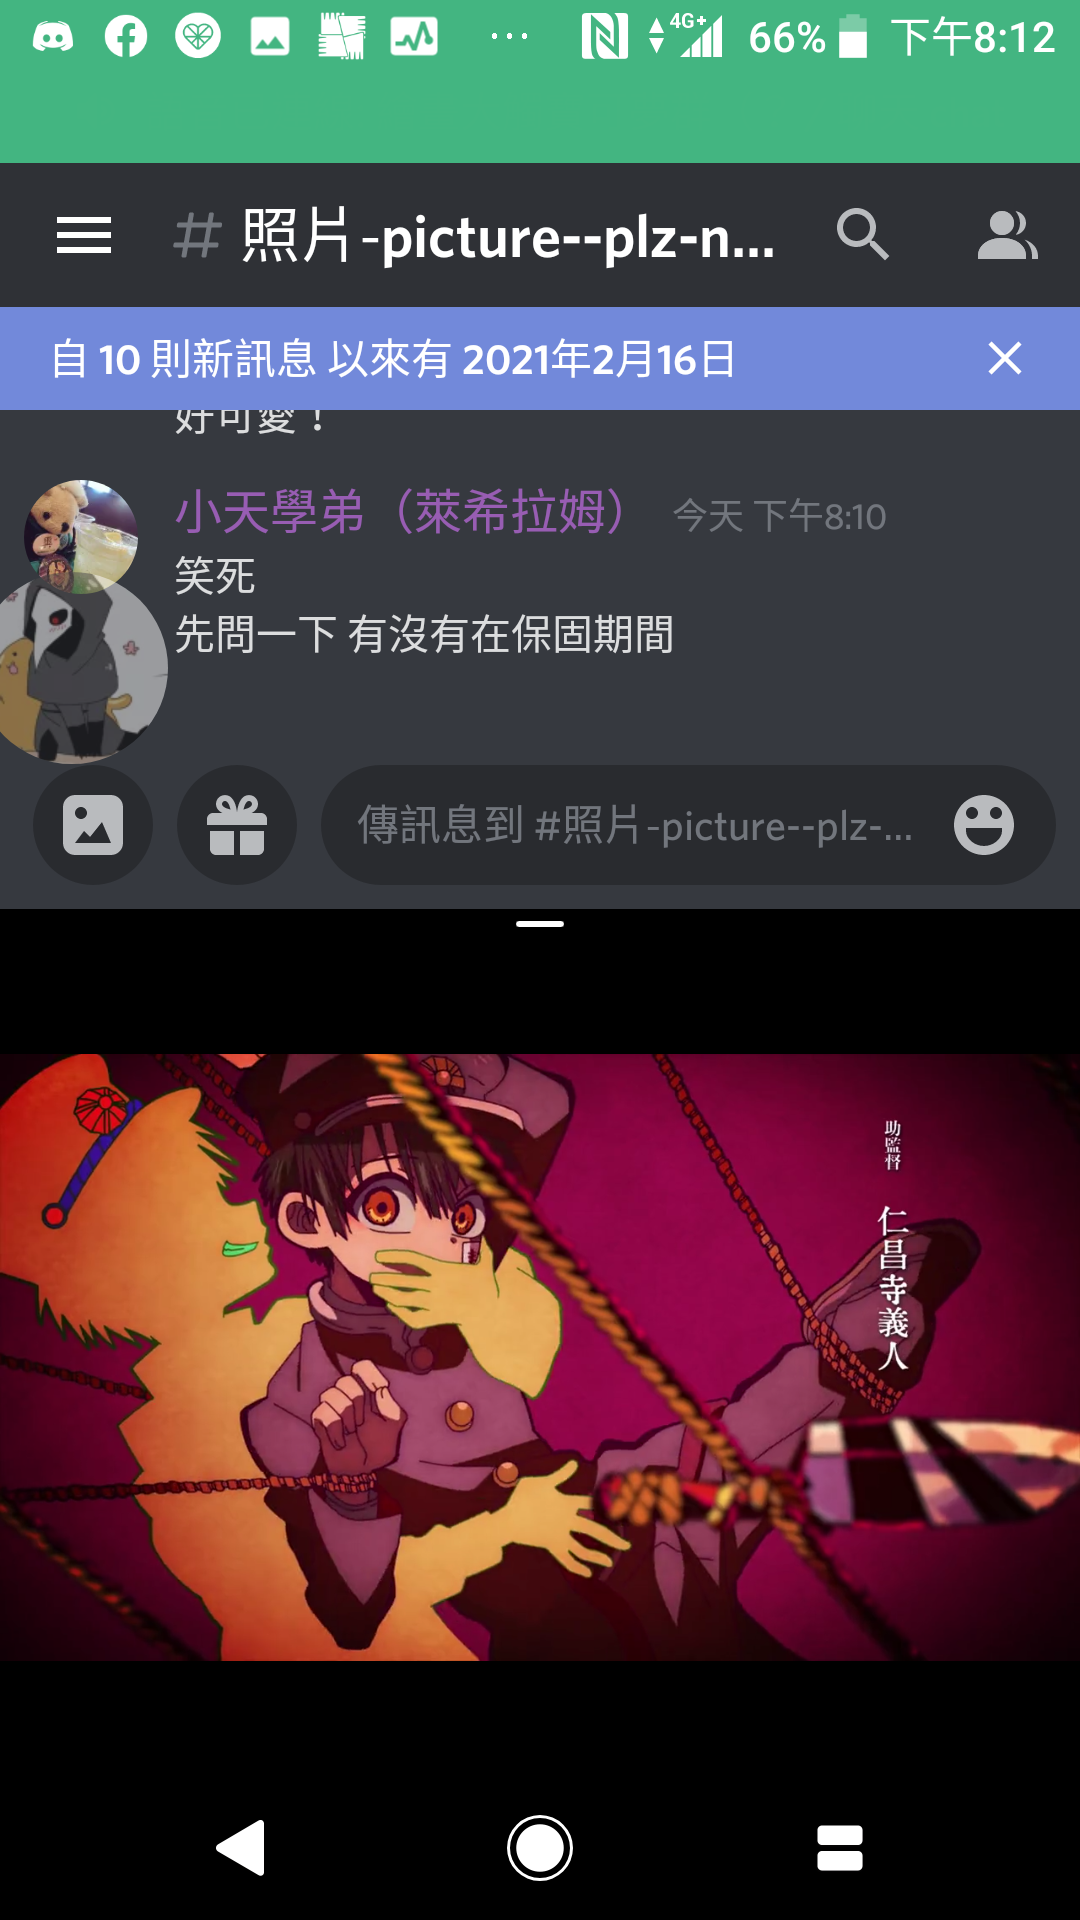 4G+ 66% 下午8:12
# 照片-picture--plz-n...
自 10 則新訊息 以來有 2021年2月16日
好可愛！
小天學弟（萊希拉姆） 今天 下午8:10
笑死
先問一下 有沒有在保固期間
傳訊息到 #照片-picture--plz-...
助監督
仁昌寺義人